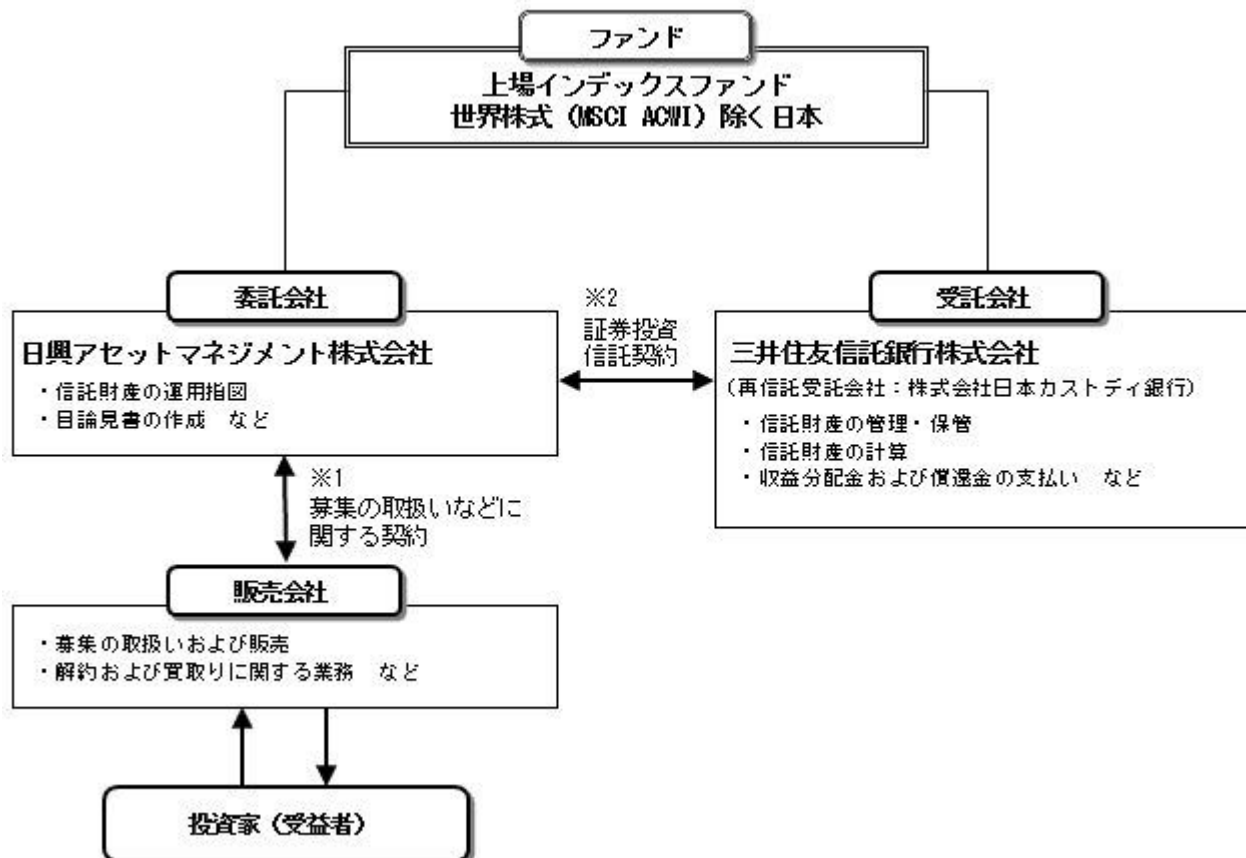 ファンド
上場インデックスファンド
世界株式（MSCI ACWI）除く日本
委託会社
日興アセットマネジメント株式会社
・信託財産の運用指図
・目論見書の作成　など
※2
証券投資
信託契約
受託会社
三井住友信託銀行株式会社
（再信託受託会社：株式会社日本カストディ銀行）
・信託財産の管理・保管
・信託財産の計算
・収益分配金および償還金の支払い　など
※1
募集の取扱いなどに
関する契約
販売会社
・募集の取扱いおよび販売
・解約および買取りに関する業務　など
投資家（受益者）